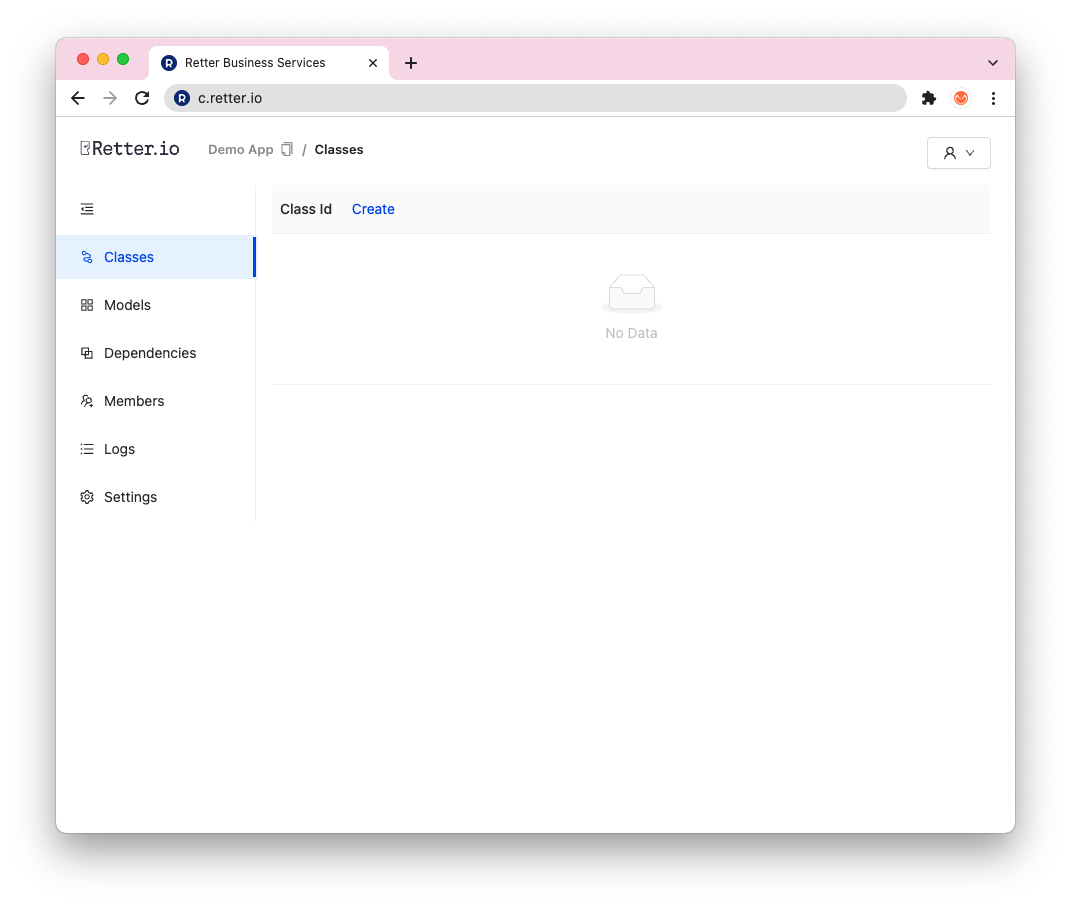 Retter Business Services
c.retter.io
Retter.io
Demo App / Classes
Class Id Create
Classes
Models
Dependencies
Members
Logs
Settings
No Data